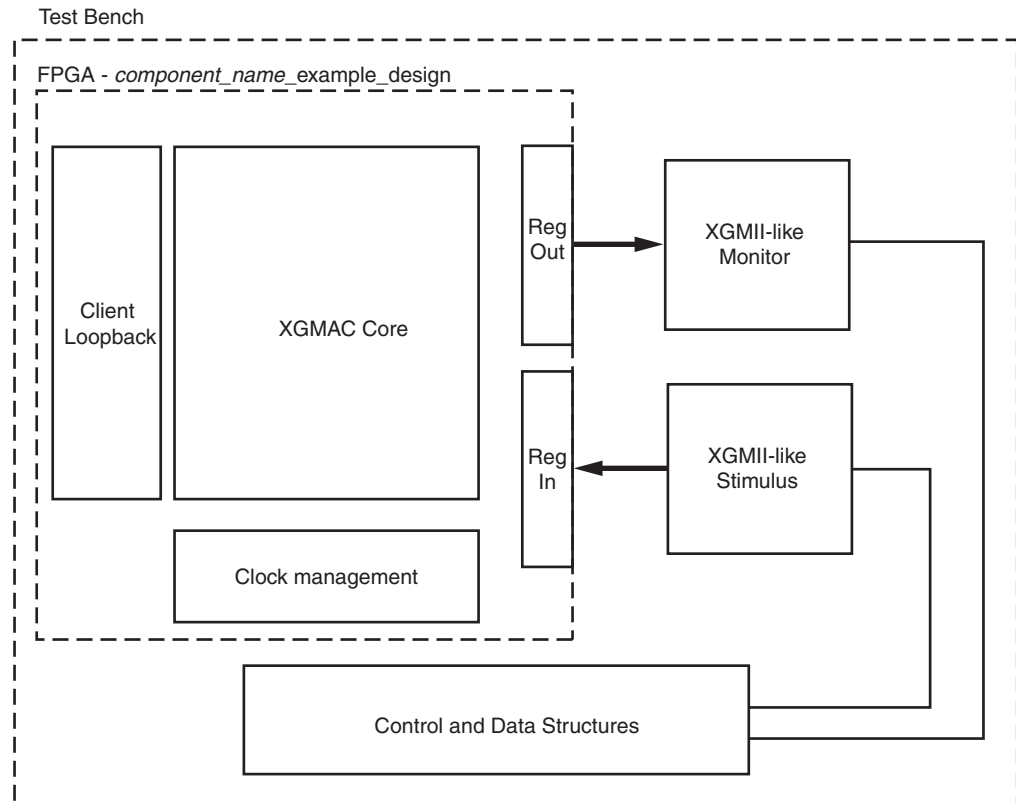 Test Bench
FPGA - component_name_example_design
Client
Loopback
XGMAC Core
Reg
Out
XGMII-like
Monitor
Reg
In
XGMII-like
Stimulus
Clock management
Control and Data Structures